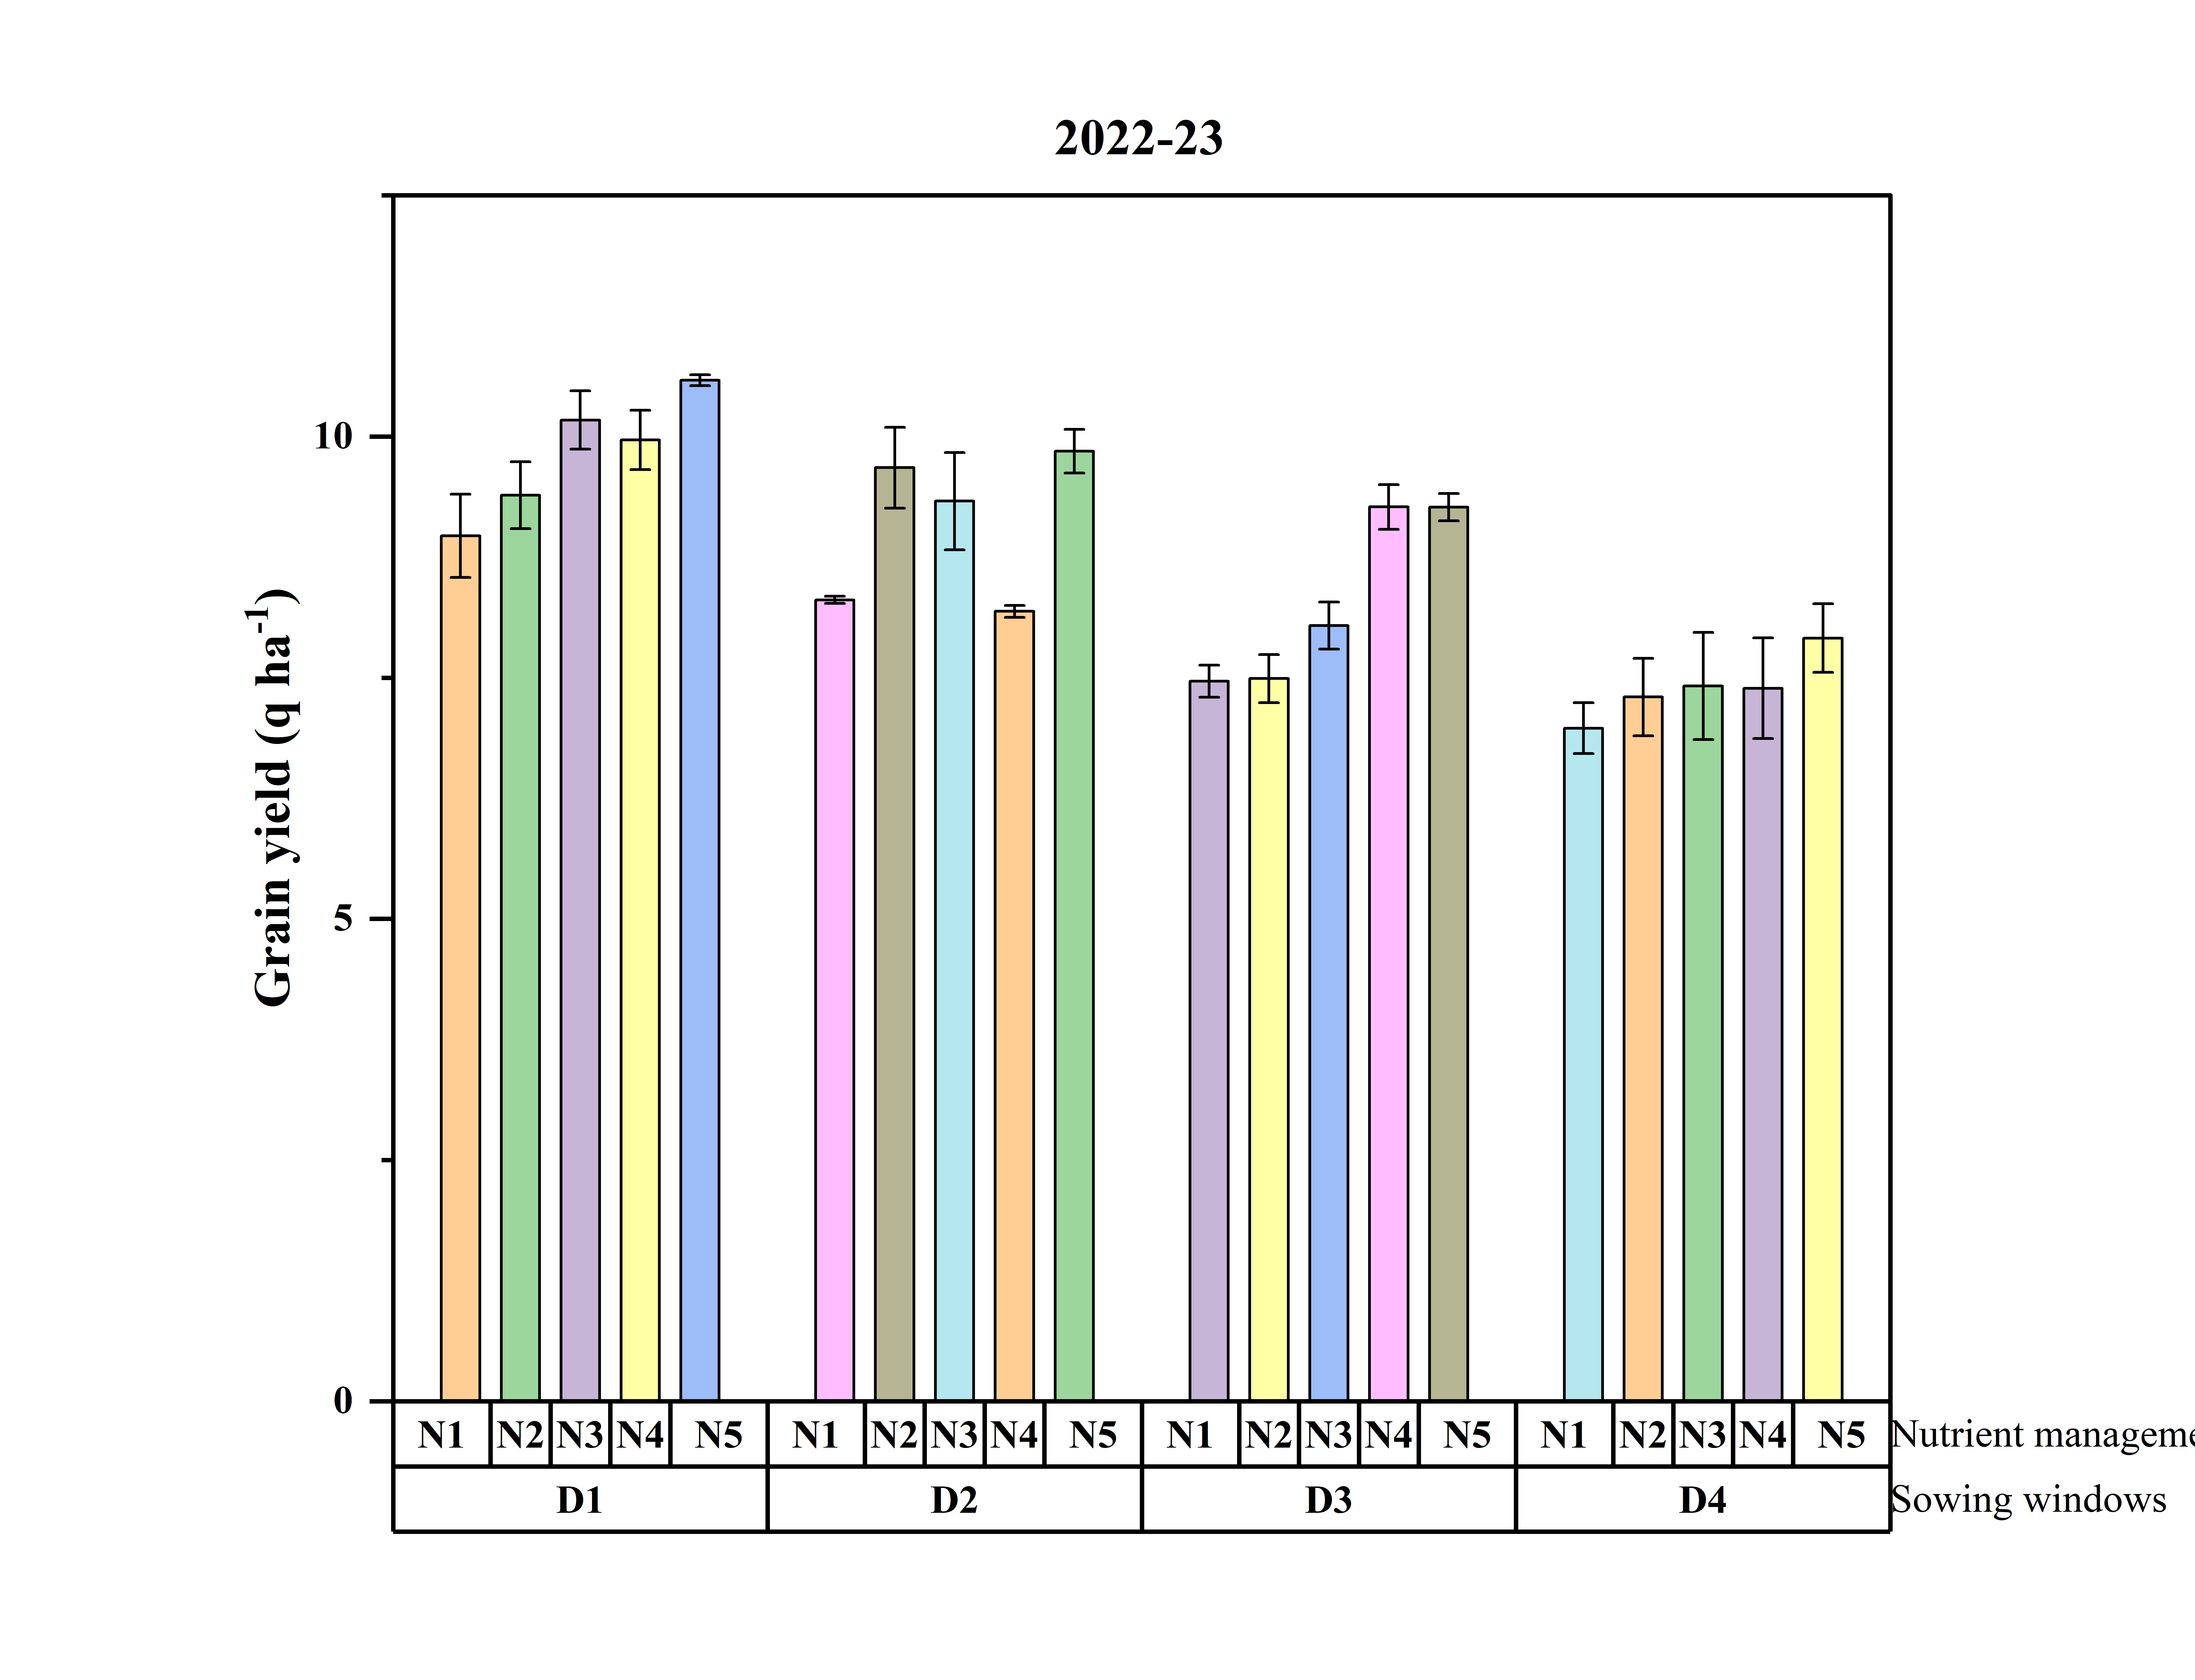 2022-23
Grain yield (q ha-1)
10
5
0
N1 N2 N3 N4 N5 N1 N2 N3 N4 N5 N1 N2 N3 N4 N5 N1 N2 N3 N4 N5 Nutrient manageme
D1 D2 D3 D4 Sowing windows